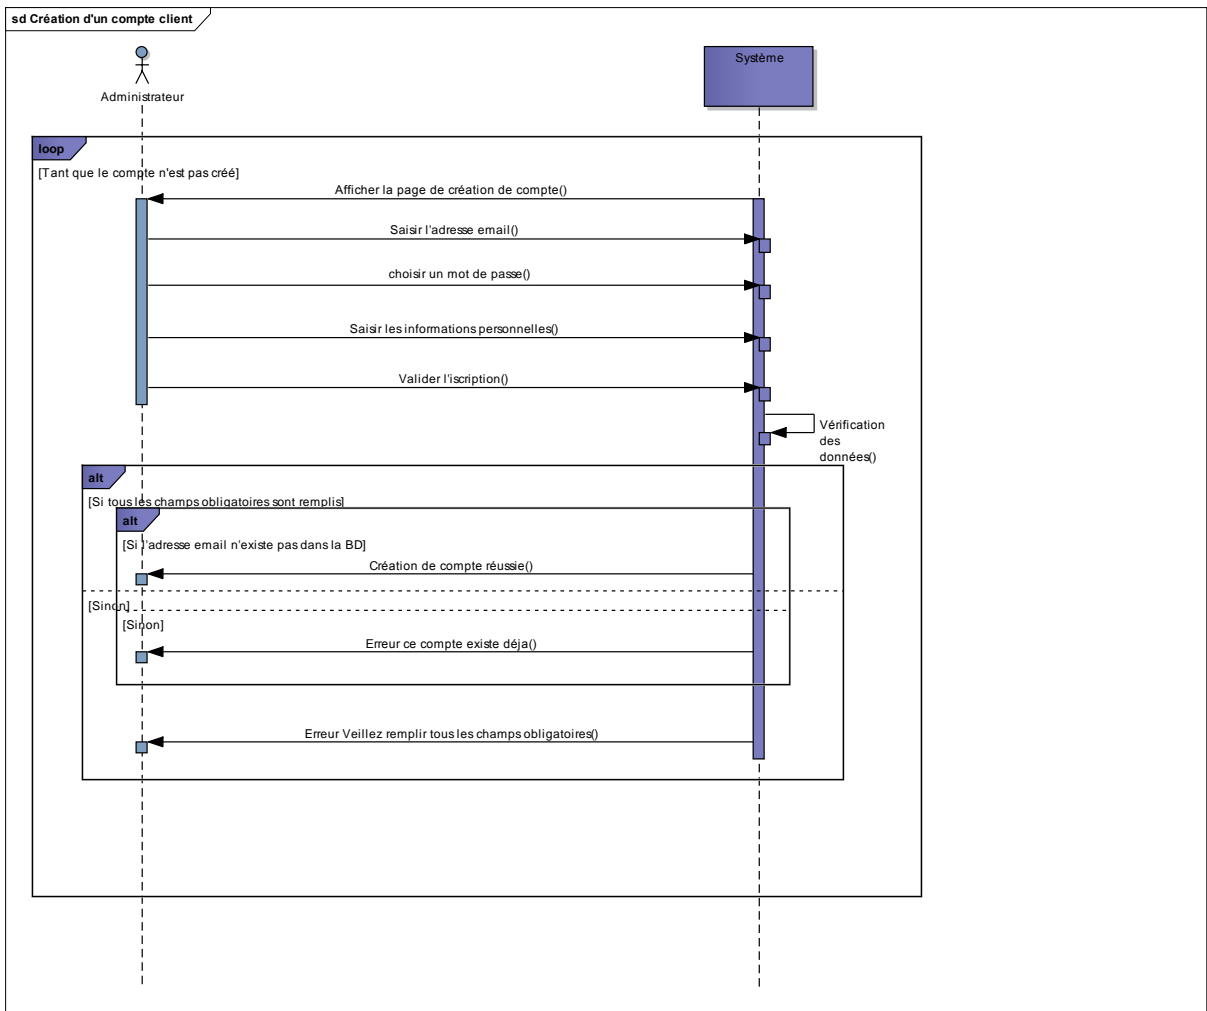 sd Création d'un compte client
Administrateur
Système
loop
[Tant que le compte n'est pas créé]
Afficher la page de création de compte()
Saisir l'adresse email()
choisir un mot de passe()
Saisir les informations personnelles()
Valider l'iscription()
Vérification
des
données()
alt
[Si tous les champs obligatoires sont remplis]
alt
[Si l'adresse email n'existe pas dans la BD]
Création de compte réussie()
[Sinon]
[Sinon]
Erreur ce compte existe déja()
Erreur Veillez remplir tous les champs obligatoires()